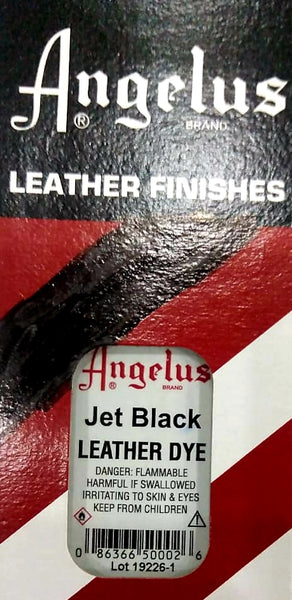 Angelus
® BRAND
LEATHER FINISHES
Angelus
® BRAND
Jet Black
LEATHER DYE
DANGER: FLAMMABLE
HARMFUL IF SWALLOWED
IRRITATING TO SKIN & EYES
KEEP FROM CHILDREN
0 86366 50002 6
Lot 19226-1